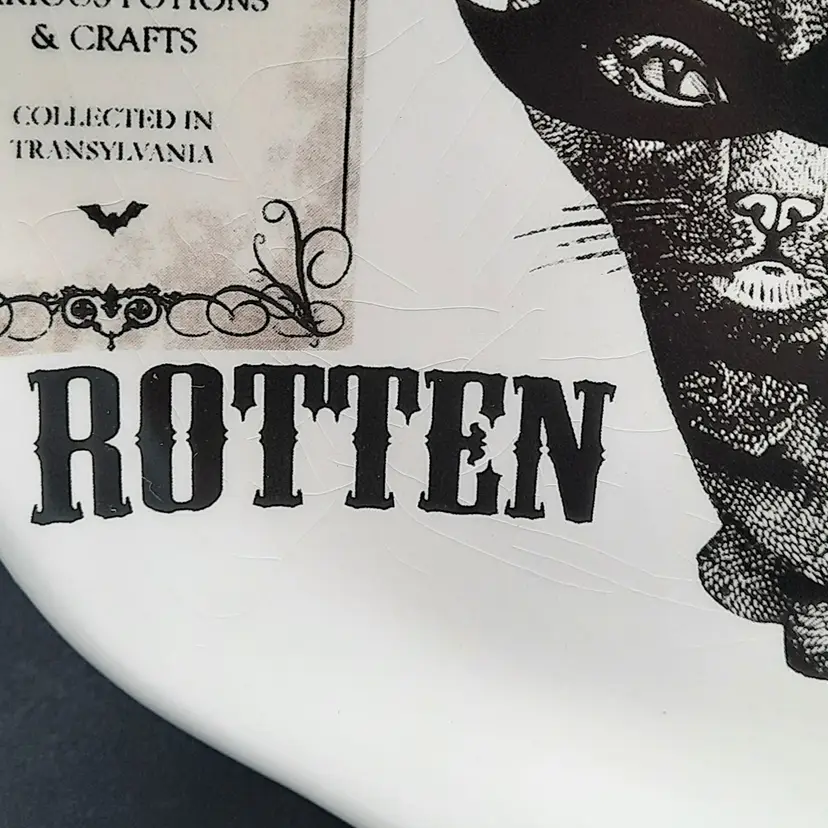 & CRAFTS
COLLECTED IN
TRANSYLVANIA
ROTTEN